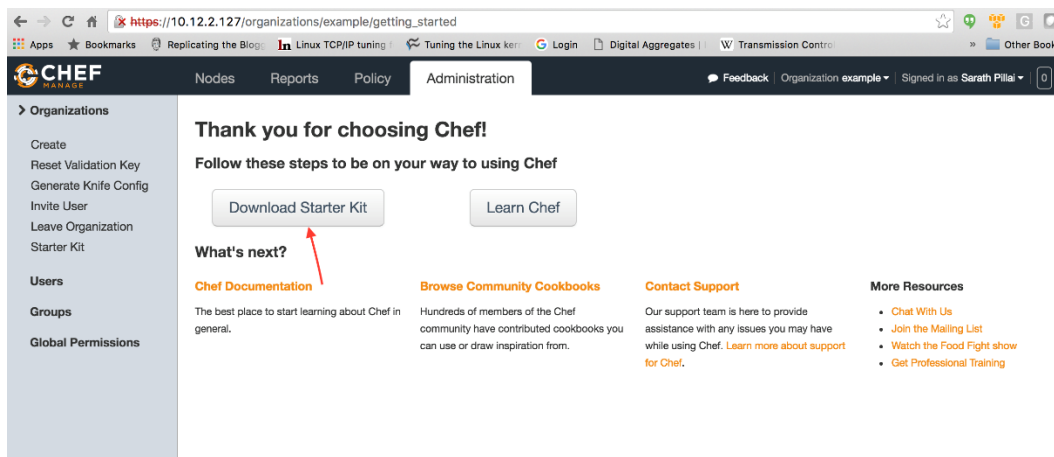 https://10.12.2.127/organizations/example/getting_started
Apps Bookmarks Replicating the Blog Linux TCP/IP tuning Tuning the Linux kern Login Digital Aggregates | Transmission Contro » Other Book
CHEF
MANAGE
Nodes Reports Policy Administration Feedback Organization example Signed in as Sarath Pillai 0
Organizations
Create
Reset Validation Key
Generate Knife Config
Invite User
Leave Organization
Starter Kit
Users
Groups
Global Permissions
Thank you for choosing Chef!
Follow these steps to be on your way to using Chef
Download Starter Kit Learn Chef
What's next?
Chef Documentation
The best place to start learning about Chef in
general.
Browse Community Cookbooks
Hundreds of members of the Chef
community have contributed cookbooks you
can use or draw inspiration from.
Contact Support
Our support team is here to provide
assistance with any issues you may have
while using Chef. Learn more about support
for Chef.
More Resources
• Chat With Us
• Join the Mailing List
• Watch the Food Fight show
• Get Professional Training